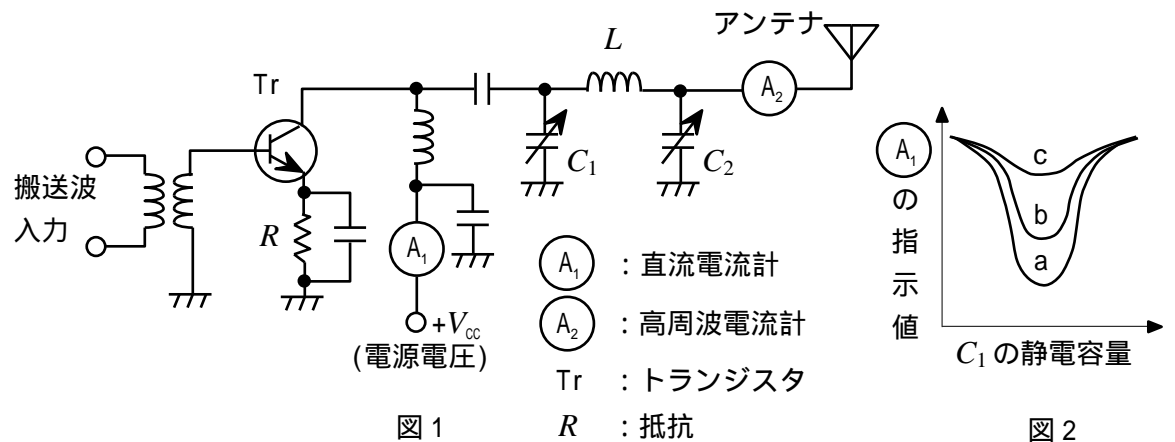 アンテナ
L
Tr
A₂
C₁
C₂
搬送波
入力
R
A₁
+V_CC
(電源電圧)
A₁ : 直流電流計
A₂ : 高周波電流計
Tr : トランジスタ
R : 抵抗
図1
A₁
の
指
示
値
c
b
a
C₁ の静電容量
図2